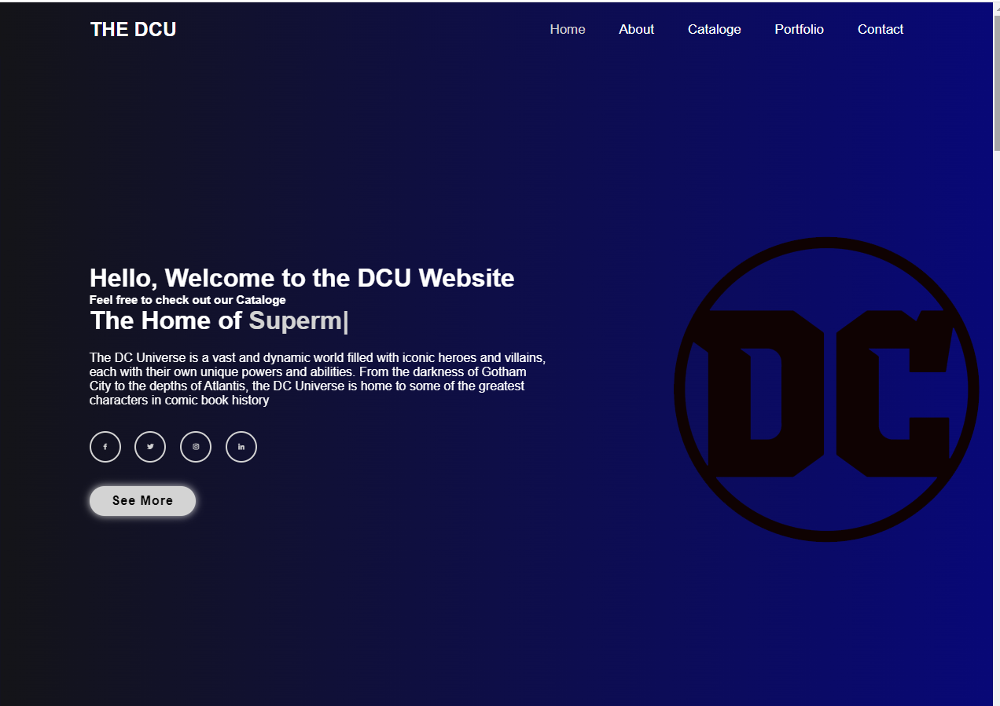 THE DCU
Home About Cataloge Portfolio Contact
Hello, Welcome to the DCU Website
Feel free to check out our Cataloge
The Home of Superm|
The DC Universe is a vast and dynamic world filled with iconic heroes and villains,
each with their own unique powers and abilities. From the darkness of Gotham
City to the depths of Atlantis, the DC Universe is home to some of the greatest
characters in comic book history
See More
DC